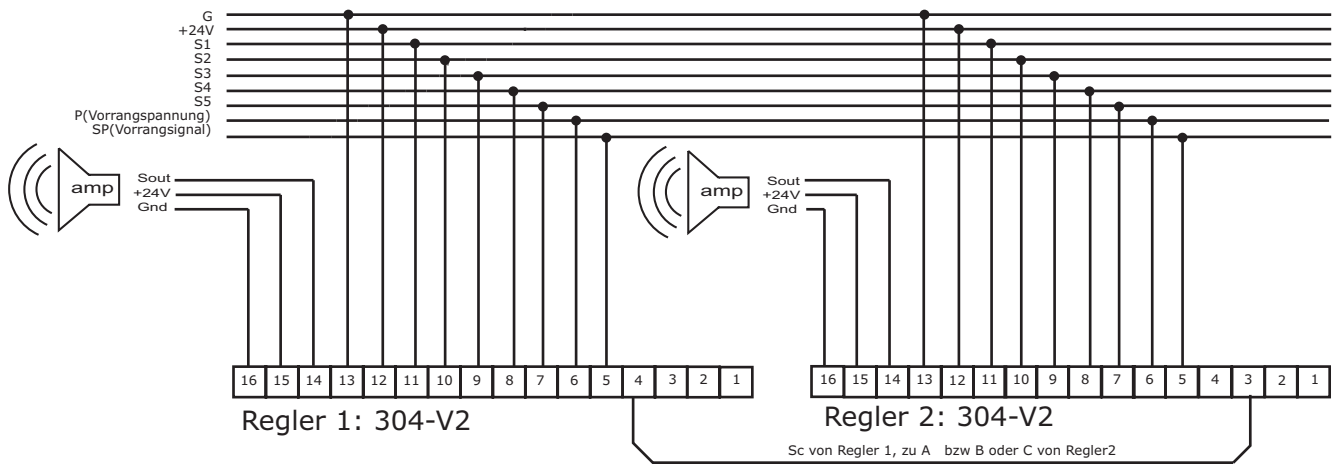 G
+24V
S1
S2
S3
S4
S5
P(Vorrangspannung)
SP(Vorrangsignal)
amp
Sout
+24V
Gnd
amp
Sout
+24V
Gnd
16 15 14 13 12 11 10 9 8 7 6 5 4 3 2 1
16 15 14 13 12 11 10 9 8 7 6 5 4 3 2 1
Regler 1: 304-V2
Regler 2: 304-V2
Sc von Regler 1, zu A bzw B oder C von Regler2